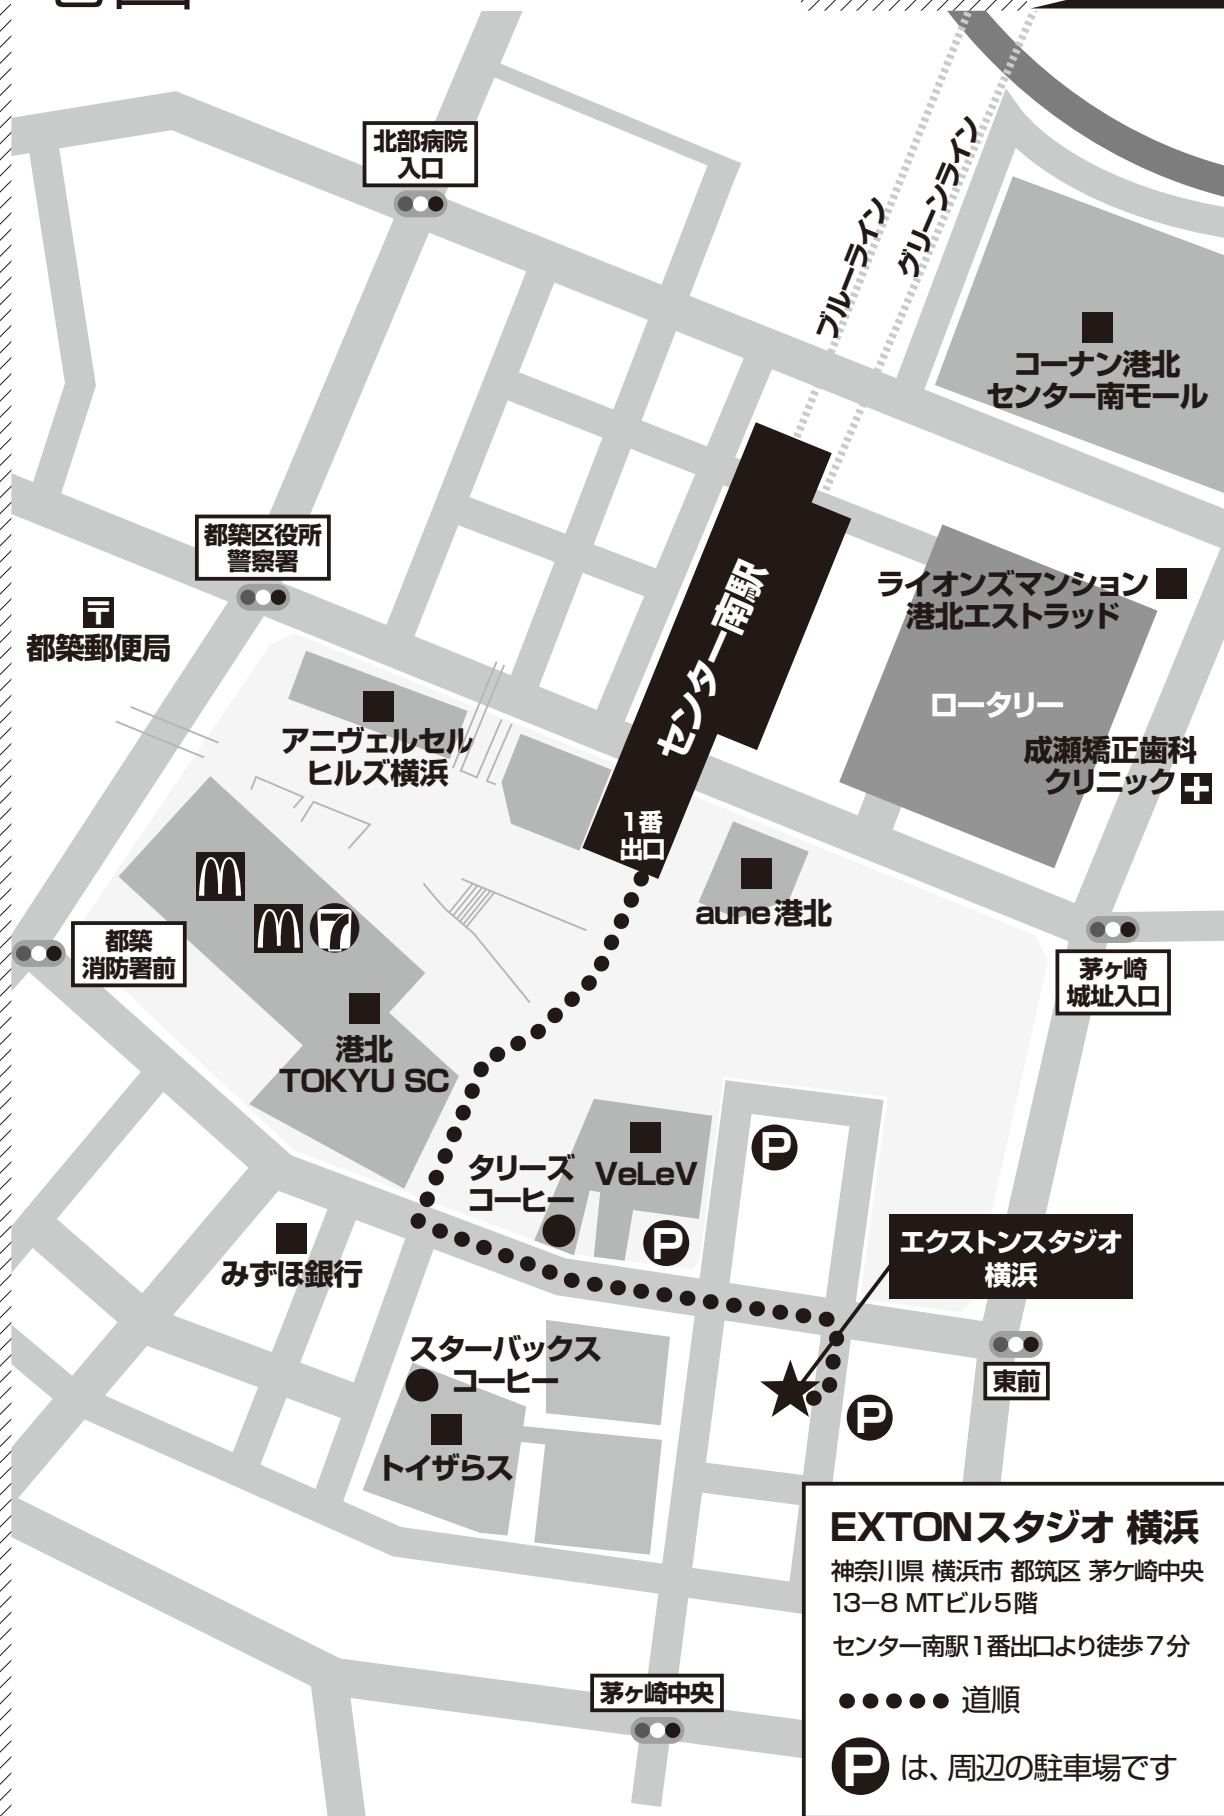 北部病院
入口
ブルーライン
グリーンライン
コーナン港北
センター南モール
都築区役所
警察署
〒
都築郵便局
センター南駅
ライオンズマンション
港北エストラッド
ロータリー
成瀬矯正歯科
クリニック
アニヴェルセル
ヒルズ横浜
1番
出口
aune港北
7
都築
消防署前
茅ヶ崎
城址入口
港北
TOKYU SC
タリーズ
コーヒー
VeLeV
P
P
みずほ銀行
エクストンスタジオ
横浜
スターバックス
コーヒー
トイザらス
東前
P
茅ヶ崎中央
EXTONスタジオ 横浜
神奈川県 横浜市 都筑区 茅ケ崎中央
13−8 MTビル5階
センター南駅1番出口より徒歩7分
●●●●● 道順
P は、周辺の駐車場です